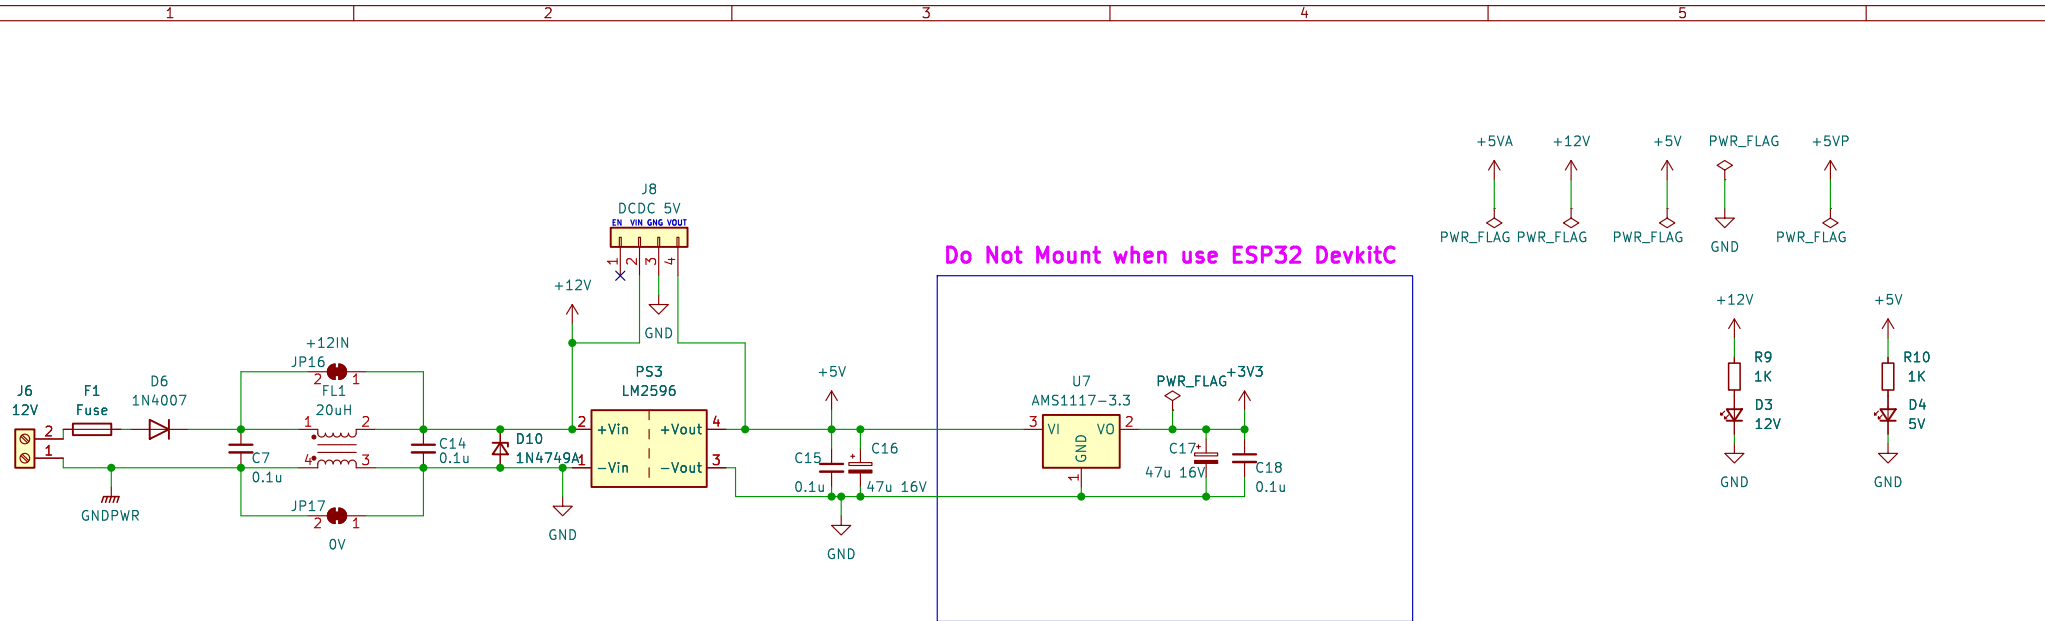 1 2 3 4 5
+5VA +12V +5V PWR_FLAG +5VP
PWR_FLAG PWR_FLAG PWR_FLAG GND PWR_FLAG
J8
DCDC 5V
EN VIN GNG VOUT
1 2 3 4
Do Not Mount when use ESP32 DevkitC
+12V
GND
+12IN
JP16
2 1
FL1
20uH
1 2
4 3
JP17
2 1
0V
J6
12V
2
1
F1
Fuse
D6
1N4007
GNDPWR
C7
0.1u
C14
0.1u
D10
1N4749A
GND
PS3
LM2596
2 +Vin +Vout 4
1 -Vin -Vout 3
+5V
C15
0.1u
C16
+
47u 16V
GND
U7
AMS1117-3.3
3 VI VO 2
GND
1
PWR_FLAG
+3V3
C17
+
47u 16V
C18
0.1u
+12V
R9
1K
D3
12V
GND
+5V
R10
1K
D4
5V
GND